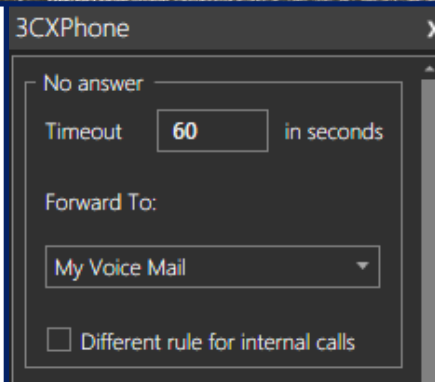 3CXPhone
No answer
Timeout 60 in seconds
Forward To:
My Voice Mail
Different rule for internal calls